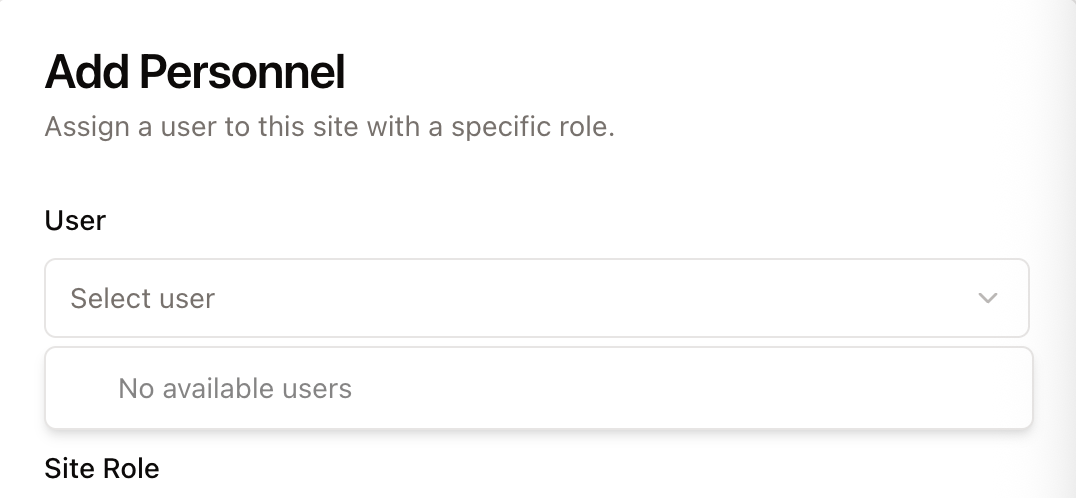 Add Personnel
Assign a user to this site with a specific role.
User
Select user
No available users
Site Role